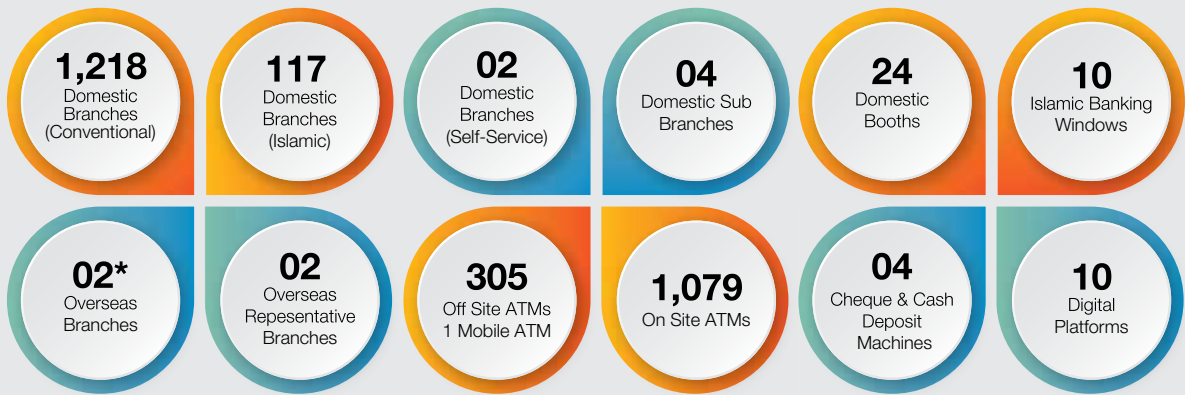 1,218
Domestic
Branches
(Conventional)
117
Domestic
Branches
(Islamic)
02
Domestic
Branches
(Self-Service)
04
Domestic Sub
Branches
24
Domestic
Booths
10
Islamic Banking
Windows
02*
Overseas
Branches
02
Overseas
Repesentative
Branches
305
Off Site ATMs
1 Mobile ATM
1,079
On Site ATMs
04
Cheque & Cash
Deposit
Machines
10
Digital
Platforms